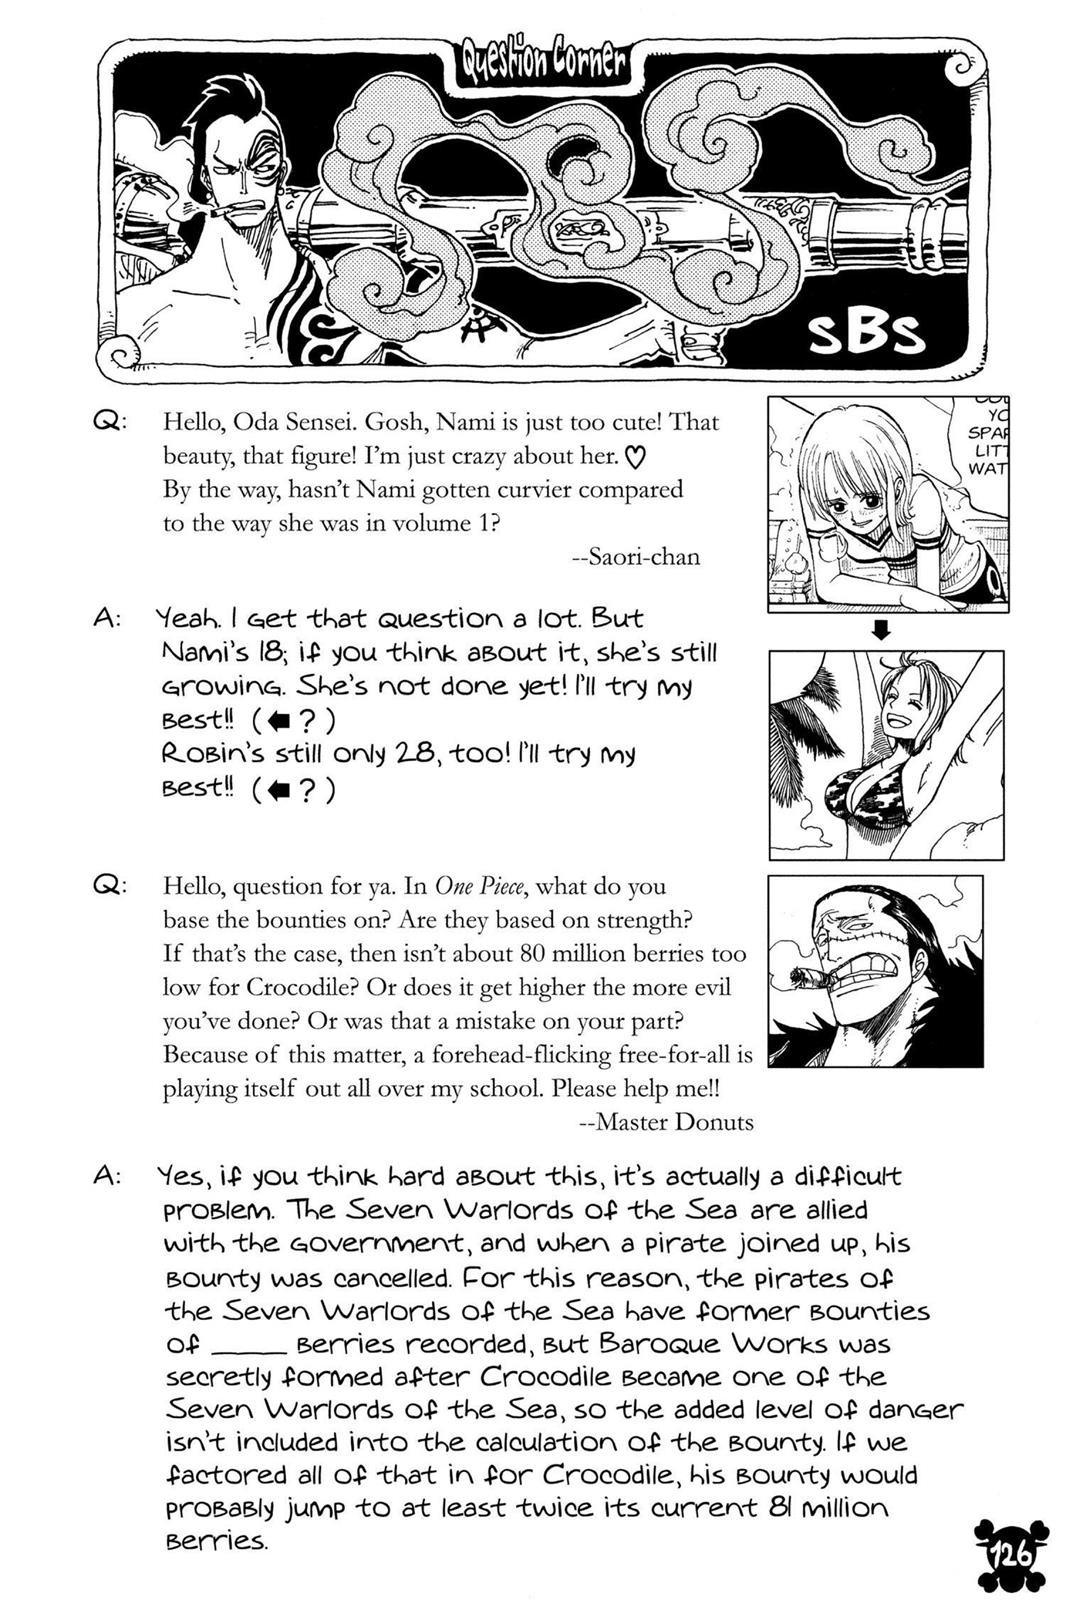 Question Corner
SBS
sBs
Q: Hello, Oda Sensei. Gosh, Nami is just too cute! That
beauty, that figure! I'm just crazy about her. ♡
By the way, hasn't Nami gotten curvier compared
to the way she was in volume 1?
--Saori-chan
YO
SPAR
LITT
WAT
A: Yeah. I get that question a lot. But
Nami's 18; if you think about it, she's still
growing. She's not done yet! I'll try my
best!! (⬅?)
Robin's still only 28, too! I'll try my
best!! (⬅?)
Q: Hello, question for ya. In One Piece, what do you
base the bounties on? Are they based on strength?
If that's the case, then isn't about 80 million berries too
low for Crocodile? Or does it get higher the more evil
you've done? Or was that a mistake on your part?
Because of this matter, a forehead-flicking free-for-all is
playing itself out all over my school. Please help me!!
--Master Donuts
A: Yes, if you think hard about this, it's actually a difficult
problem. The Seven Warlords of the Sea are allied
with the government, and when a pirate joined up, his
bounty was cancelled. For this reason, the pirates of
the Seven Warlords of the Sea have former bounties
of _____ berries recorded, but Baroque Works was
secretly formed after Crocodile became one of the
Seven Warlords of the Sea, so the added level of danger
isn't included into the calculation of the bounty. If we
factored all of that in for Crocodile, his bounty would
probably jump to at least twice its current 81 million
berries.
126